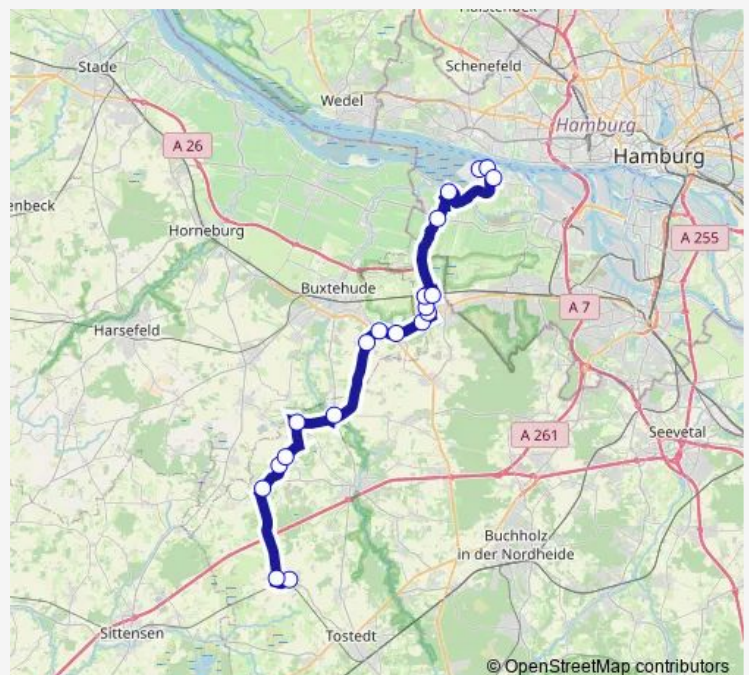 Stade
Schenefeld
Wedel
Hamburg
A 26
Hamburg
Horneburg
A 255
Buxtehude
A 7
Harsefeld
A 261
Seevetal
Buchholz
in der Nordheide
Sittensen
Tostedt
© OpenStreetMap contributors